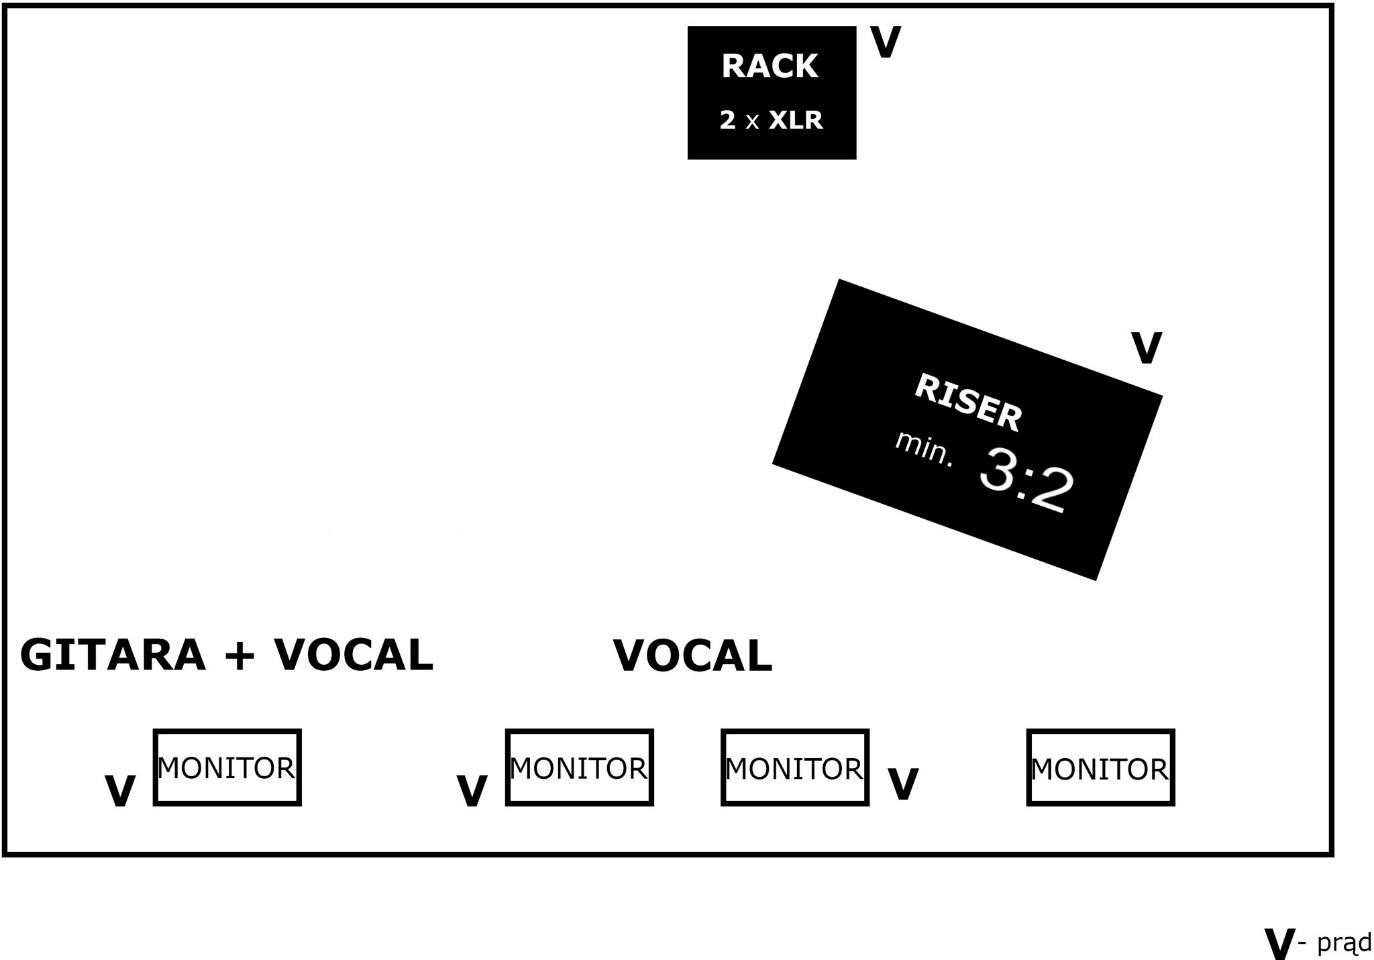 RACK V
2 x XLR
V
RISER
min. 3:2
GITARA + VOCAL
VOCAL
V MONITOR
V MONITOR
MONITOR V
MONITOR
V- prąd